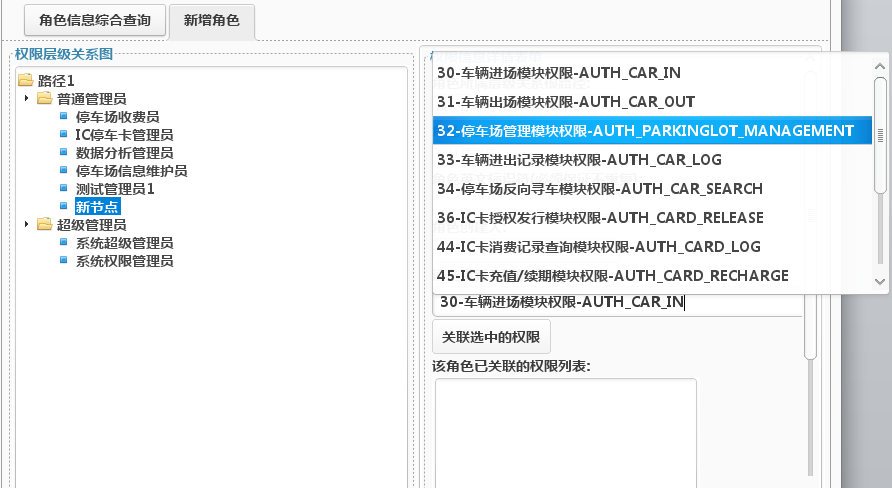 角色信息综合查询
新增角色
权限层级关系图
路径1
普通管理员
停车场收费员
IC停车卡管理员
数据分析管理员
停车场信息维护员
测试管理员1
新节点
超级管理员
系统超级管理员
系统权限管理员
30-车辆进场模块权限-AUTH_CAR_IN
31-车辆出场模块权限-AUTH_CAR_OUT
32-停车场管理模块权限-AUTH_PARKINGLOT_MANAGEMENT
33-车辆进出记录模块权限-AUTH_CAR_LOG
34-停车场反向寻车模块权限-AUTH_CAR_SEARCH
36-IC卡授权发行模块权限-AUTH_CARD_RELEASE
44-IC卡消费记录查询模块权限-AUTH_CARD_LOG
45-IC卡充值/续期模块权限-AUTH_CARD_RECHARGE
30-车辆进场模块权限-AUTH_CAR_IN
关联选中的权限
该角色已关联的权限列表: